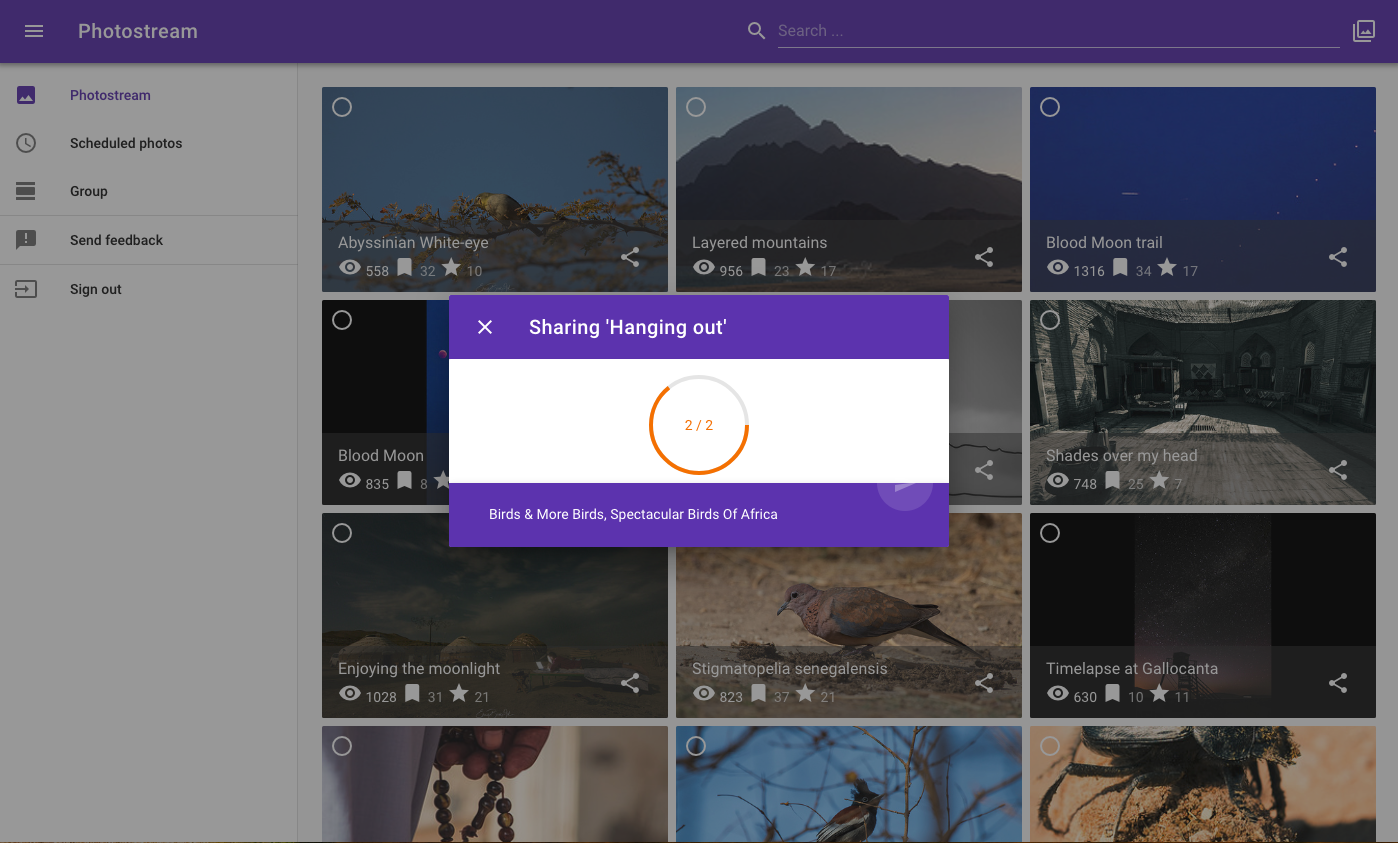 Photostream
Search ...
Photostream
Scheduled photos
Group
Send feedback
Sign out
Abyssinian White-eye
558 32 10
Layered mountains
956 23 17
Blood Moon trail
1316 34 17
Sharing 'Hanging out'
2 / 2
Birds & More Birds, Spectacular Birds Of Africa
Blood Moon
835 8
Shades over my head
748 25 7
Enjoying the moonlight
1028 31 21
Stigmatopelia senegalensis
823 37 21
Timelapse at Gallocanta
630 10 11